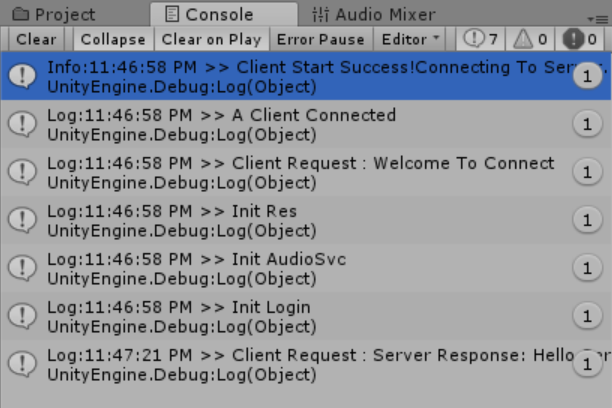 Project
Console
Audio Mixer
Clear
Collapse
Clear on Play
Error Pause
Editor
7
0
0
Info:11:46:58 PM >> Client Start Success!Connecting To
1
UnityEngine.Debug:Log(Object)
Log:11:46:58 PM >> A Client Connected
1
UnityEngine.Debug:Log(Object)
Log:11:46:58 PM >> Client Request : Welcome To Connect
1
UnityEngine.Debug:Log(Object)
Log:11:46:58 PM >> Init Res
1
UnityEngine.Debug:Log(Object)
Log:11:46:58 PM >> Init AudioSvc
1
UnityEngine.Debug:Log(Object)
Log:11:46:58 PM >> Init Login
1
UnityEngine.Debug:Log(Object)
Log:11:47:21 PM >> Client Request : Server Response: Hello
1
UnityEngine.Debug:Log(Object)